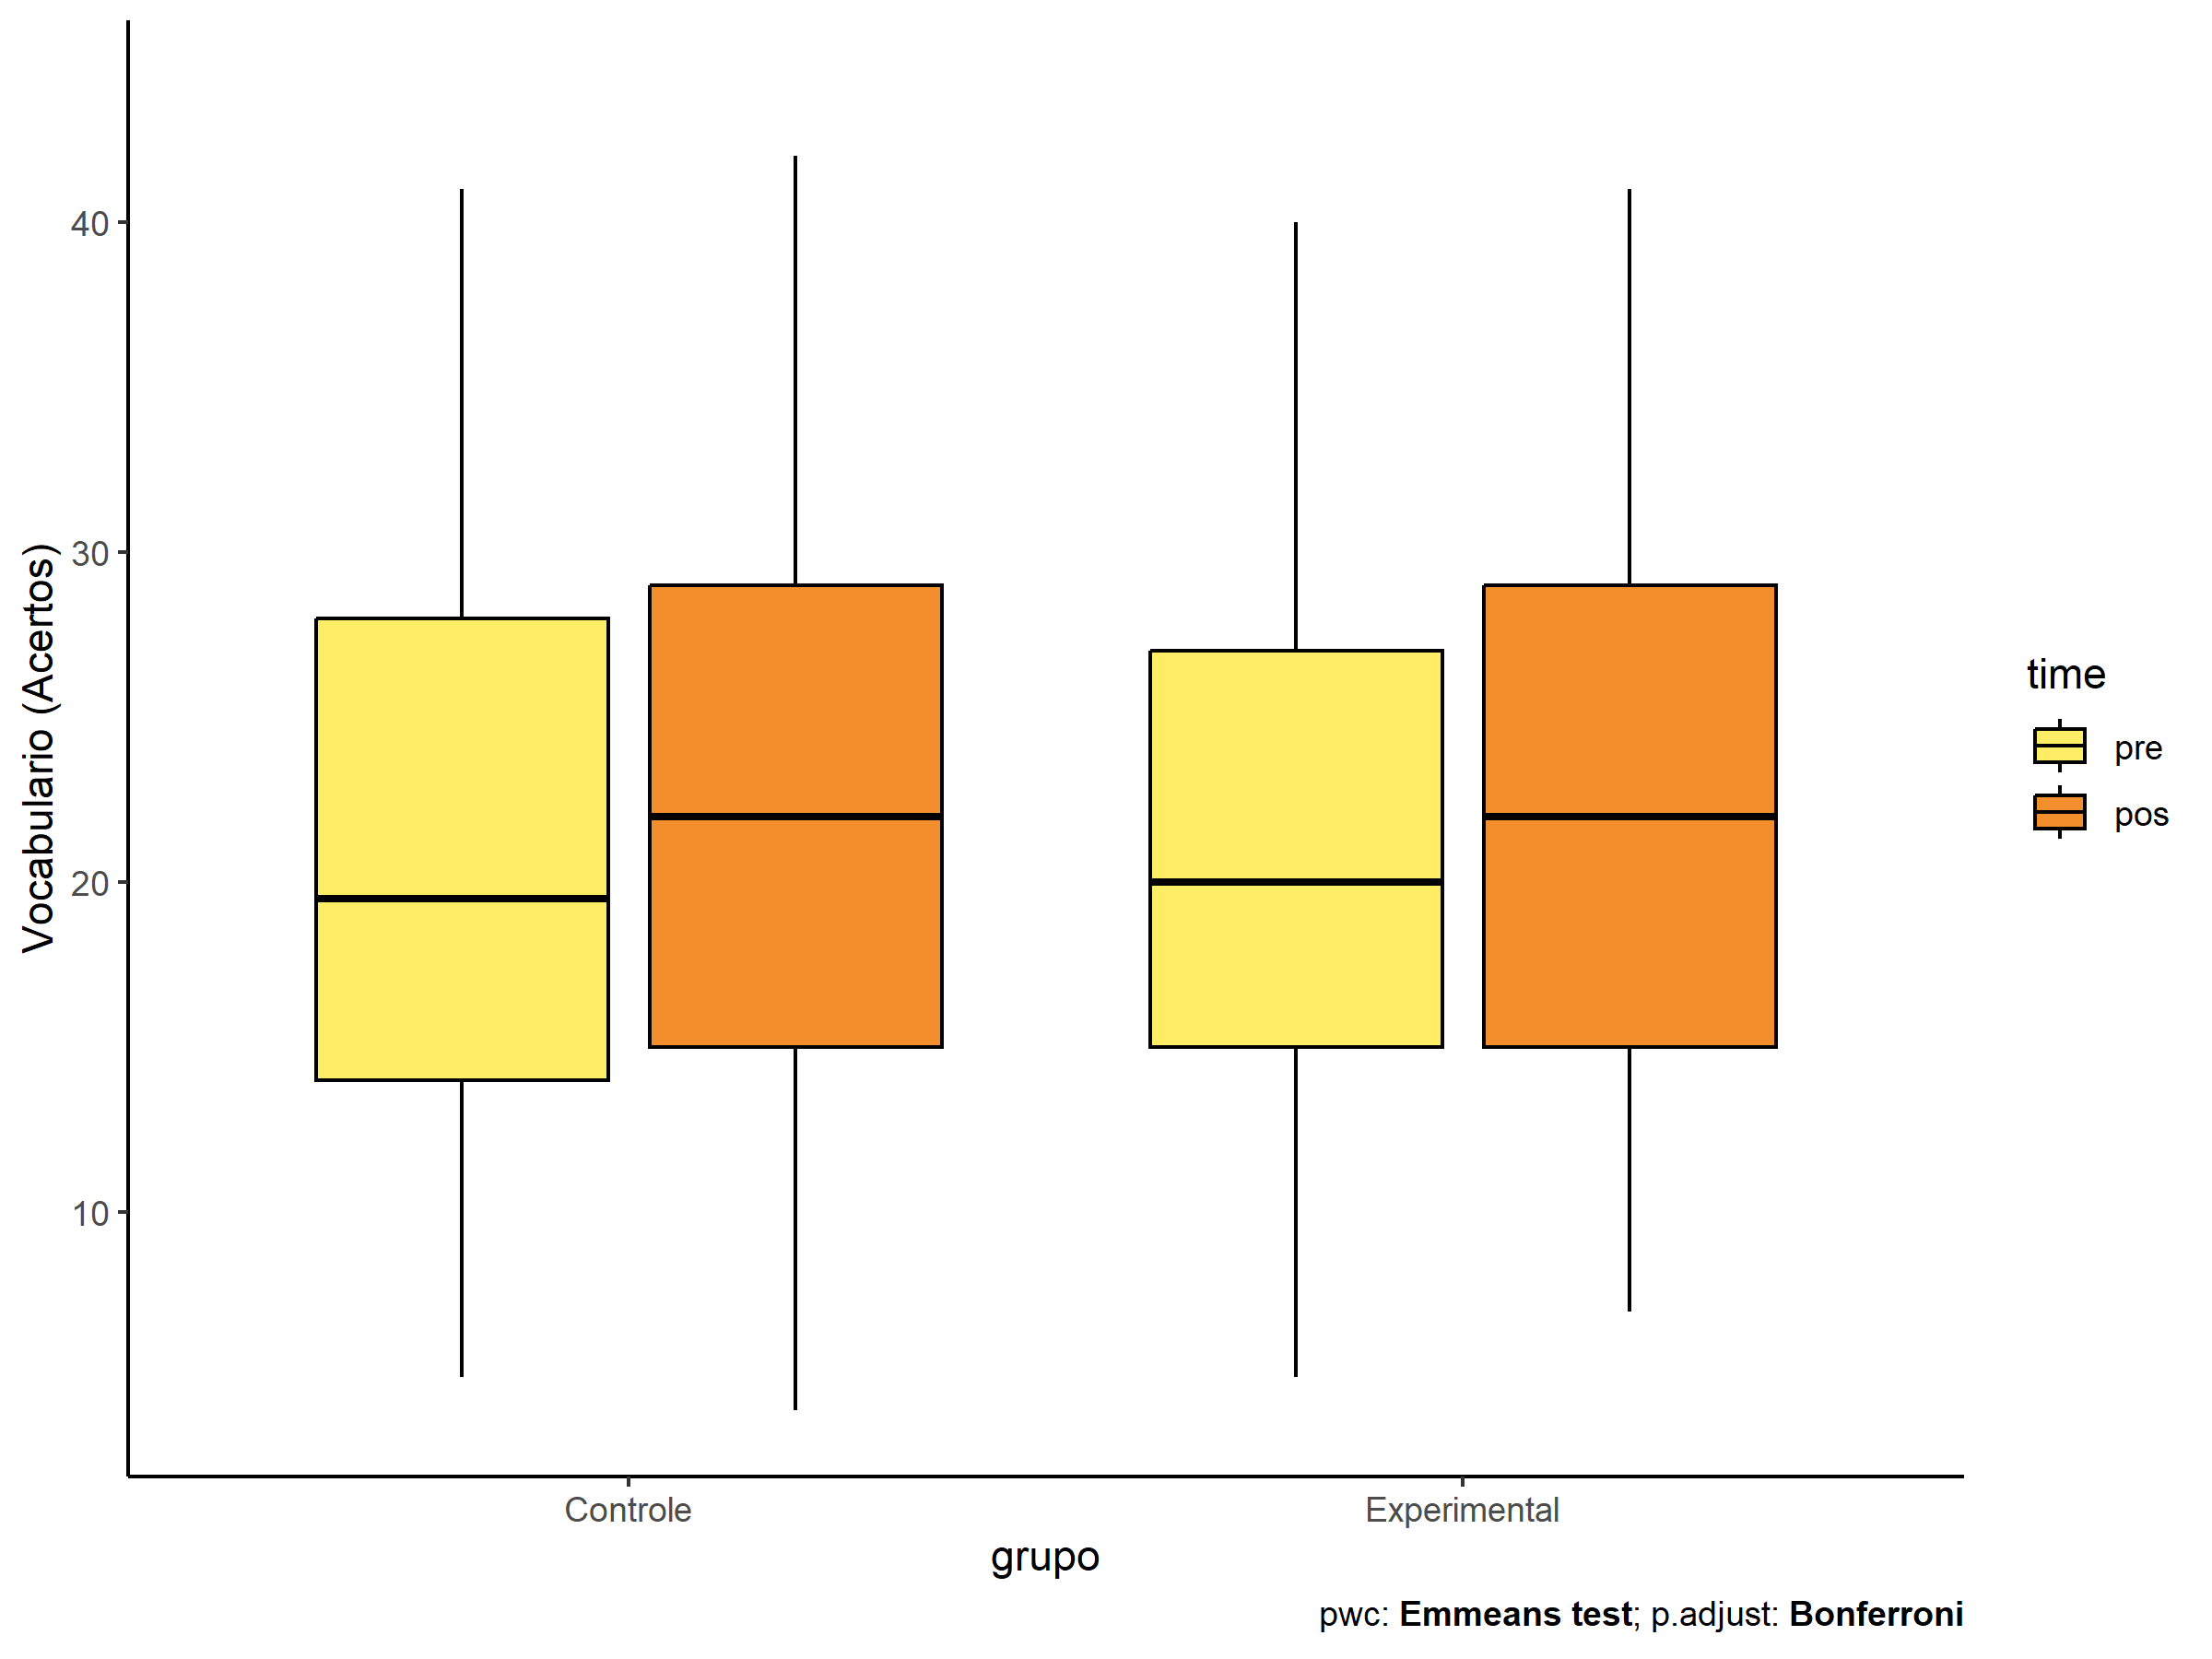 Vocabulario (Acertos)
40
30
20
10
Controle
Experimental
grupo
time
pre
pos
pwc: Emmeans test; p.adjust: Bonferroni